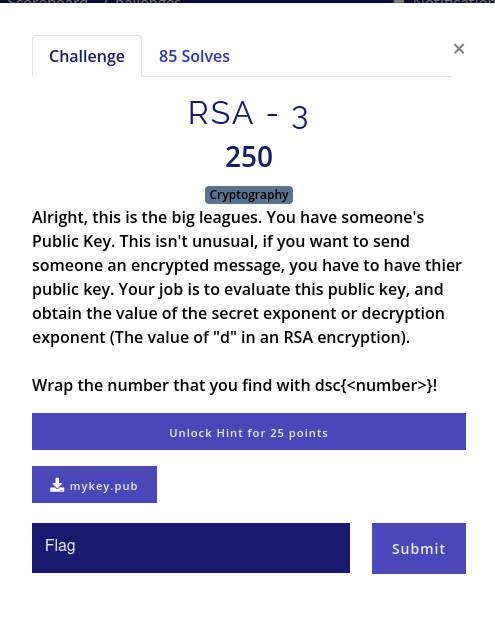 Scoreboard Challenges Notification
Challenge
85 Solves
×
RSA - 3
250
Cryptography
Alright, this is the big leagues. You have someone's
Public Key. This isn't unusual, if you want to send
someone an encrypted message, you have to have thier
public key. Your job is to evaluate this public key, and
obtain the value of the secret exponent or decryption
exponent (The value of "d" in an RSA encryption).
Wrap the number that you find with dsc{<number>}!
Unlock Hint for 25 points
mykey.pub
Flag
Submit